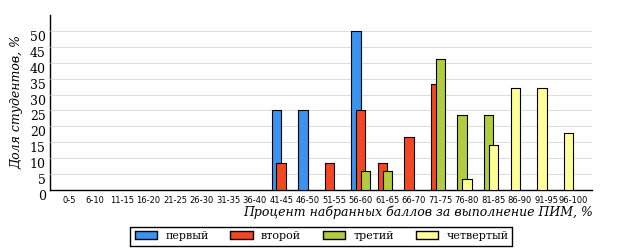 Доля студентов, %
50
45
40
35
30
25
20
15
10
5
0
0-5 6-10 11-15 16-20 21-25 26-30 31-35 36-40 41-45 46-50 51-55 56-60 61-65 66-70 71-75 76-80 81-85 86-90 91-95 96-100
Процент набранных баллов за выполнение ПИМ, %
первый второй третий четвертый